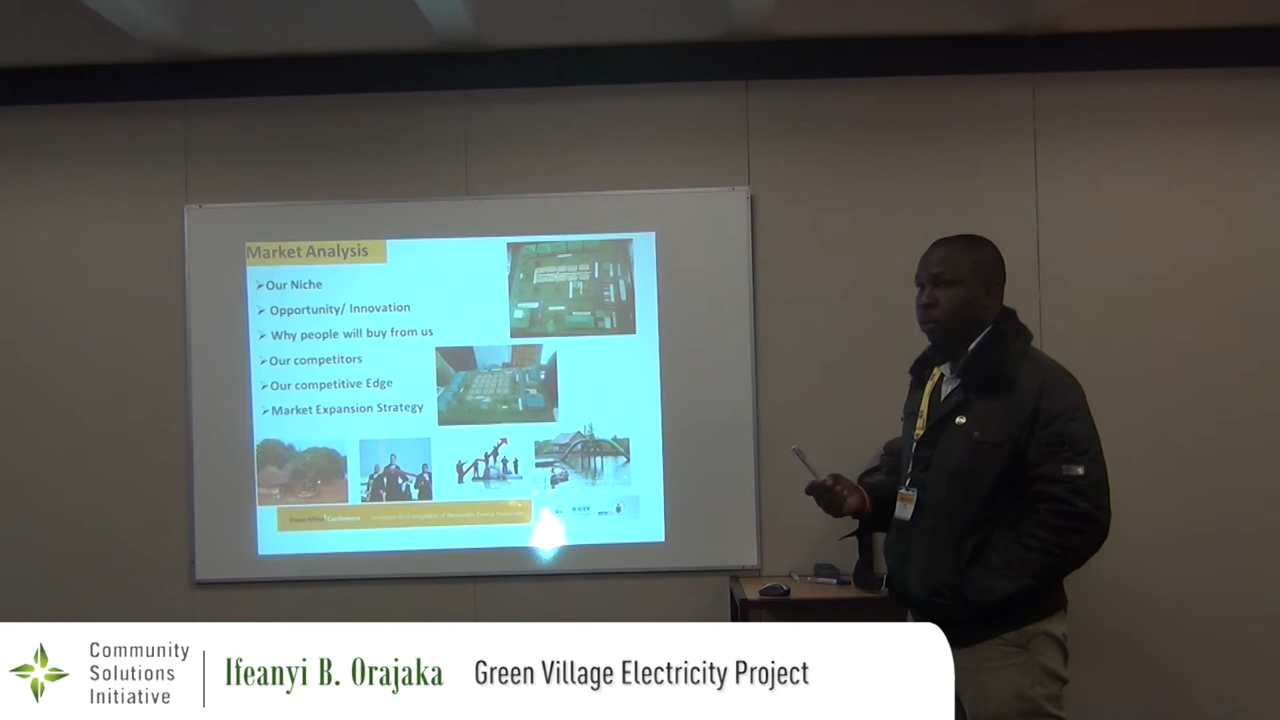 Market Analysis
➢Our Niche
➢ Opportunity/ Innovation
➢ Why people will buy from us
➢Our competitors
➢Our competitive Edge
➢Market Expansion Strategy
Conference
Community
Solutions
Initiative
Ifeanyi B. Orajaka
Green Village Electricity Project